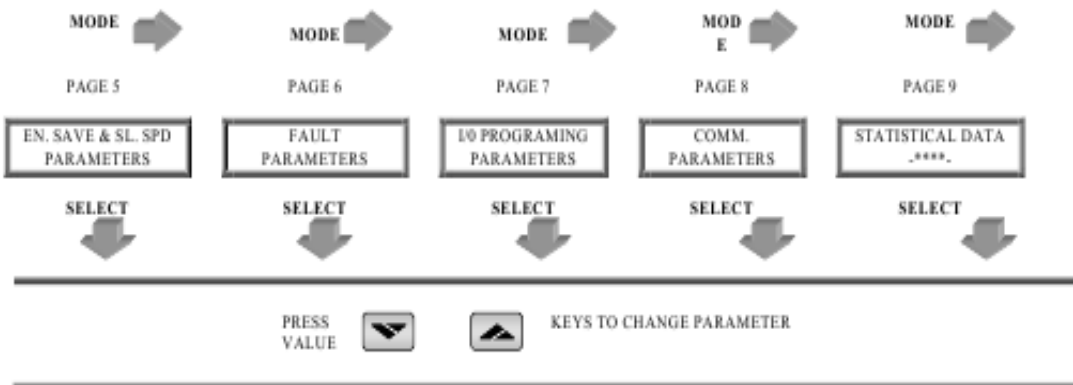 MODE
MODE
MODE
MOD
E
MODE
PAGE 5
PAGE 6
PAGE 7
PAGE 8
PAGE 9
EN. SAVE & SL. SPD
PARAMETERS
FAULT
PARAMETERS
I/0 PROGRAMING
PARAMETERS
COMM.
PARAMETERS
STATISTICAL DATA
-****-
SELECT
SELECT
SELECT
SELECT
SELECT
PRESS
VALUE
KEYS TO CHANGE PARAMETER